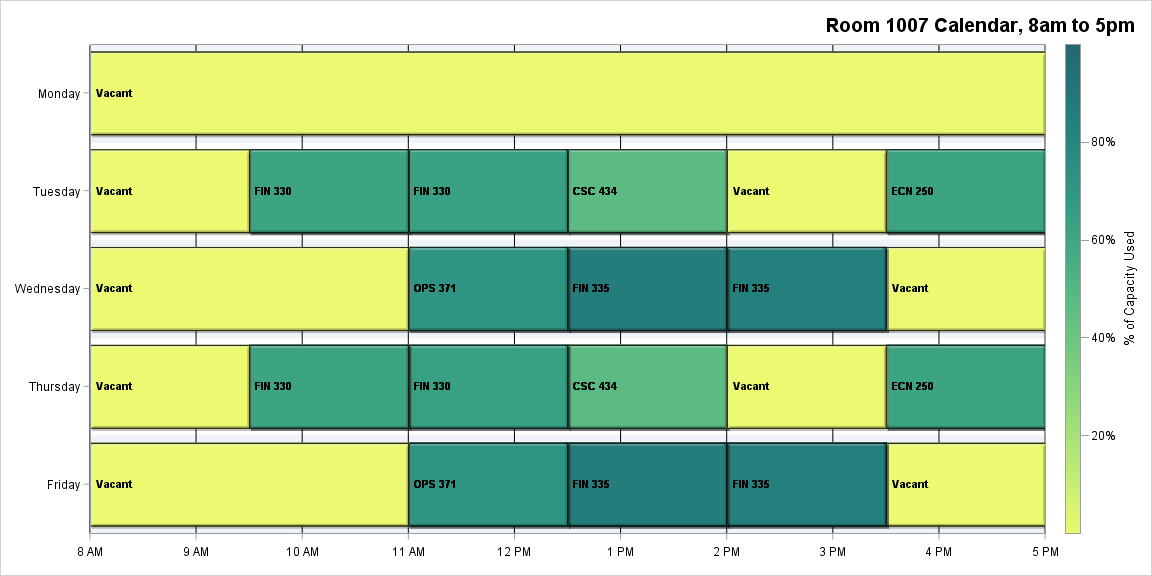 Room 1007 Calendar, 8am to 5pm
Monday
Vacant
Tuesday
Vacant
FIN 330
FIN 330
CSC 434
Vacant
ECN 250
Wednesday
Vacant
OPS 371
FIN 335
FIN 335
Vacant
Thursday
Vacant
FIN 330
FIN 330
CSC 434
Vacant
ECN 250
Friday
Vacant
OPS 371
FIN 335
FIN 335
Vacant
8 AM
9 AM
10 AM
11 AM
12 PM
1 PM
2 PM
3 PM
4 PM
5 PM
80%
60%
40%
20%
% of Capacity Used